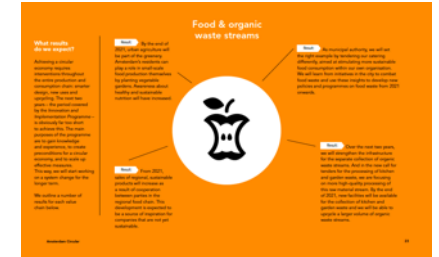 Food & organic
waste streams
What results
do we expect?
Achieving a circular
economy requires
interventions throughout
the entire production and
consumption chain: smarter
design, new uses and
upcycling. The next two
years – the period covered
by the Innovation and
Implementation Programme –
is obviously far too short
to achieve this. The main
purposes of the programme
are to gain knowledge
and experience, to create
preconditions for a circular
economy, and to scale up
effective measures.
This way, we will start working
on a system change for the
longer term.
We outline a number of
results for each value
chain below.
Result By the end of
2021, urban agriculture will
be part of the greenery.
Amsterdam's residents can
play a role in small-scale
food production themselves
by planting vegetable
gardens. Awareness about
healthy and sustainable
nutrition will have increased.
Result From 2021,
sales of regional, sustainable
products will increase as
a result of cooperation
between parties in the
regional food chain. This
development is expected to
be a source of inspiration for
companies that are not yet
sustainable.
Result As municipal authority, we will set
the right example by tendering our catering
differently, aimed at stimulating more sustainable
food consumption within our own organisation.
We will learn from initiatives in the city to combat
food waste and use these insights to develop new
policies and programmes on food waste from 2021
onwards.
Result Over the next two years,
we will strengthen the infrastructure
for the separate collection of organic
waste streams. And in the new call for
tenders for the processing of kitchen
and garden waste, we are focusing
on more high-quality processing of
this raw material stream. By the end
of 2021, new facilities will be available
for the collection of kitchen and
garden waste and we will be able to
upcycle a larger volume of organic
waste streams.
Amsterdam Circular